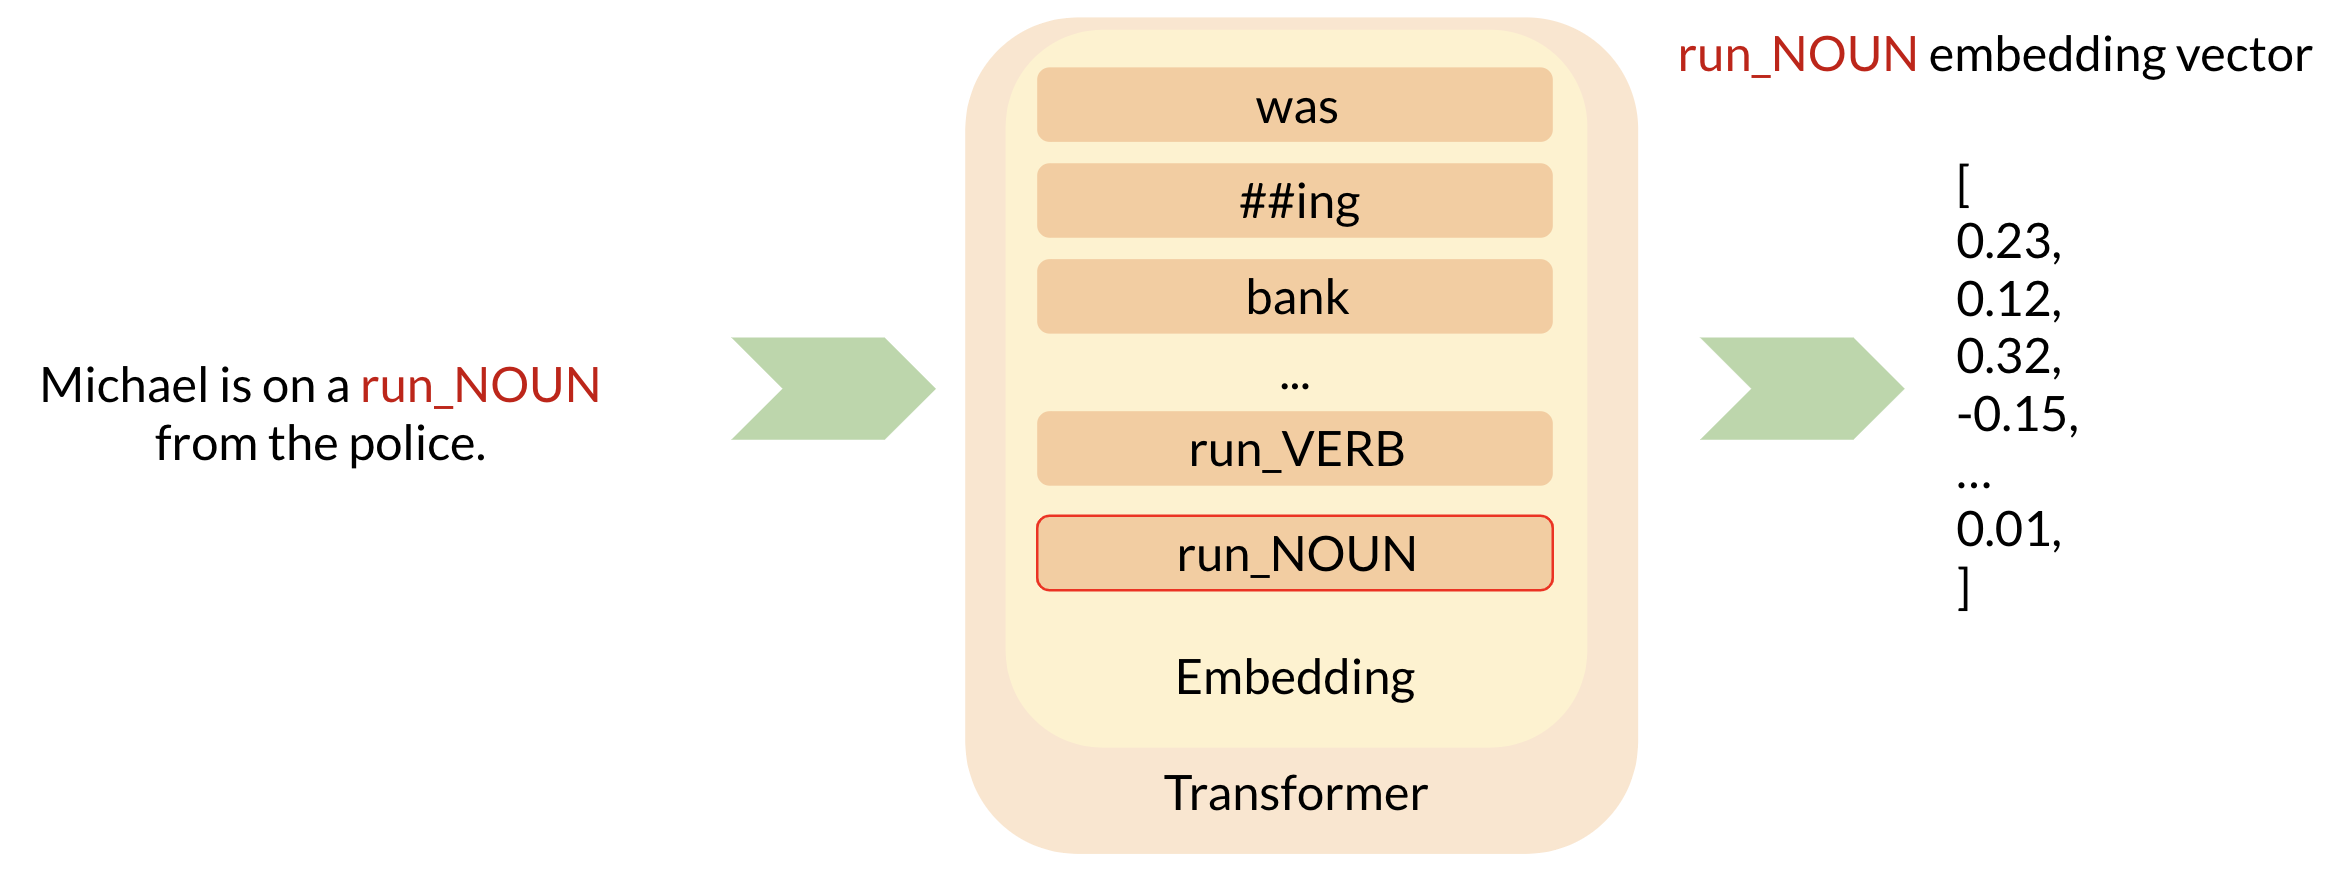 Michael is on a run_NOUN
from the police.
was
##ing
bank
...
run_VERB
run_NOUN
Embedding
Transformer
run_NOUN embedding vector
[
0.23,
0.12,
0.32,
-0.15,
...
0.01,
]